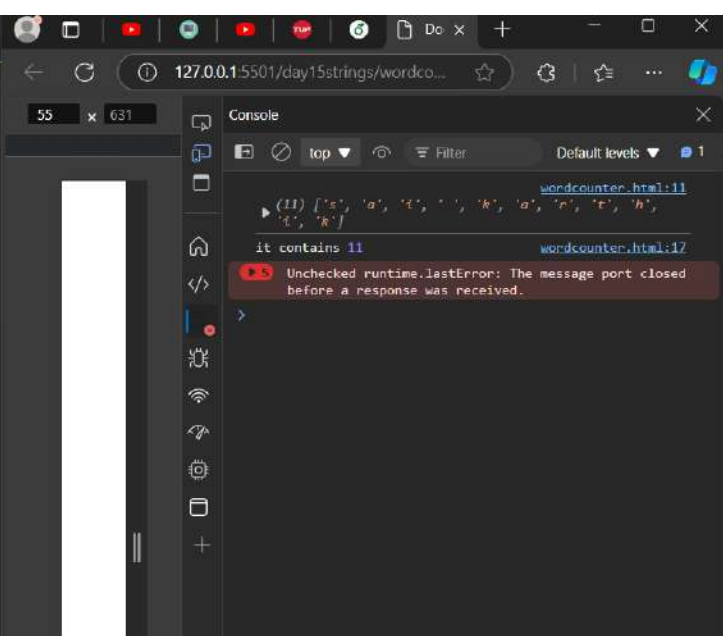 TUF
Do
127.0.0.1:5501/day15strings/wordco...
55 x 631
Console
top Filter Default levels 1
wordcounter.html:11
(11) ['s', 'a', 'i', ' ', 'k', 'a', 'r', 't', 'h',
'i', 'k']
it contains 11 wordcounter.html:17
5 Unchecked runtime.lastError: The message port closed
before a response was received.